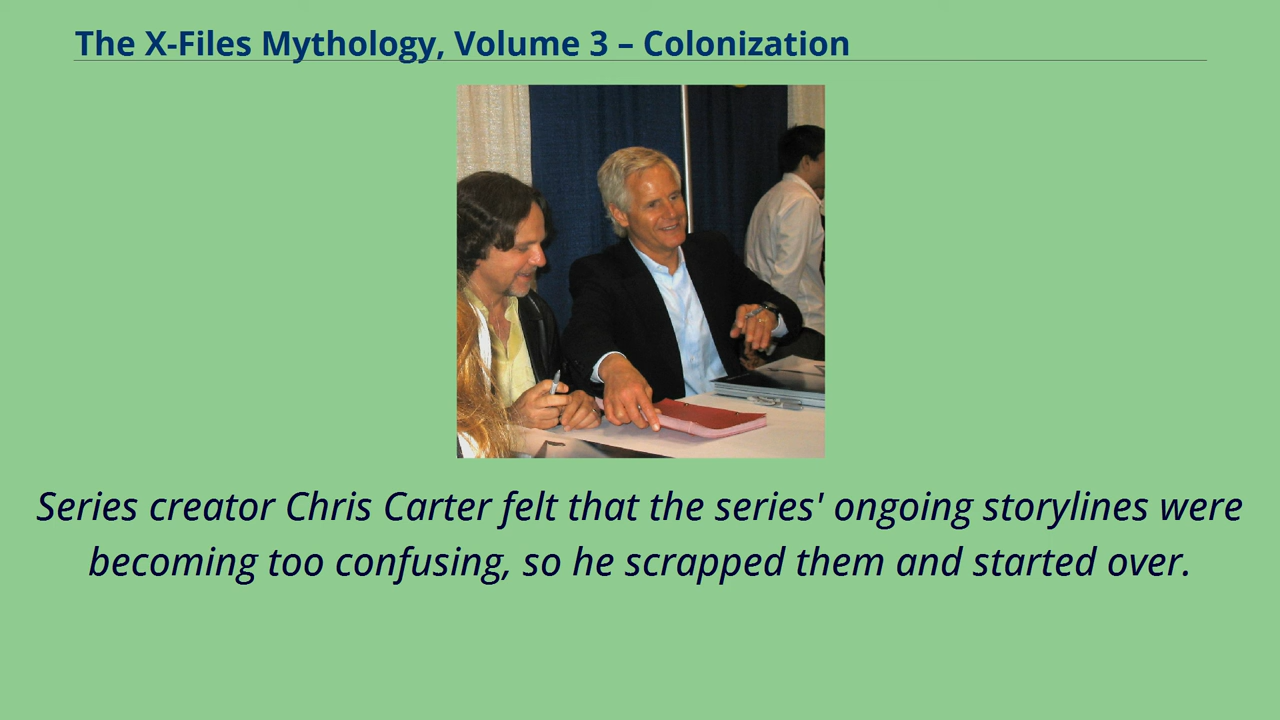 The X-Files Mythology, Volume 3 – Colonization
Series creator Chris Carter felt that the series' ongoing storylines were
becoming too confusing, so he scrapped them and started over.